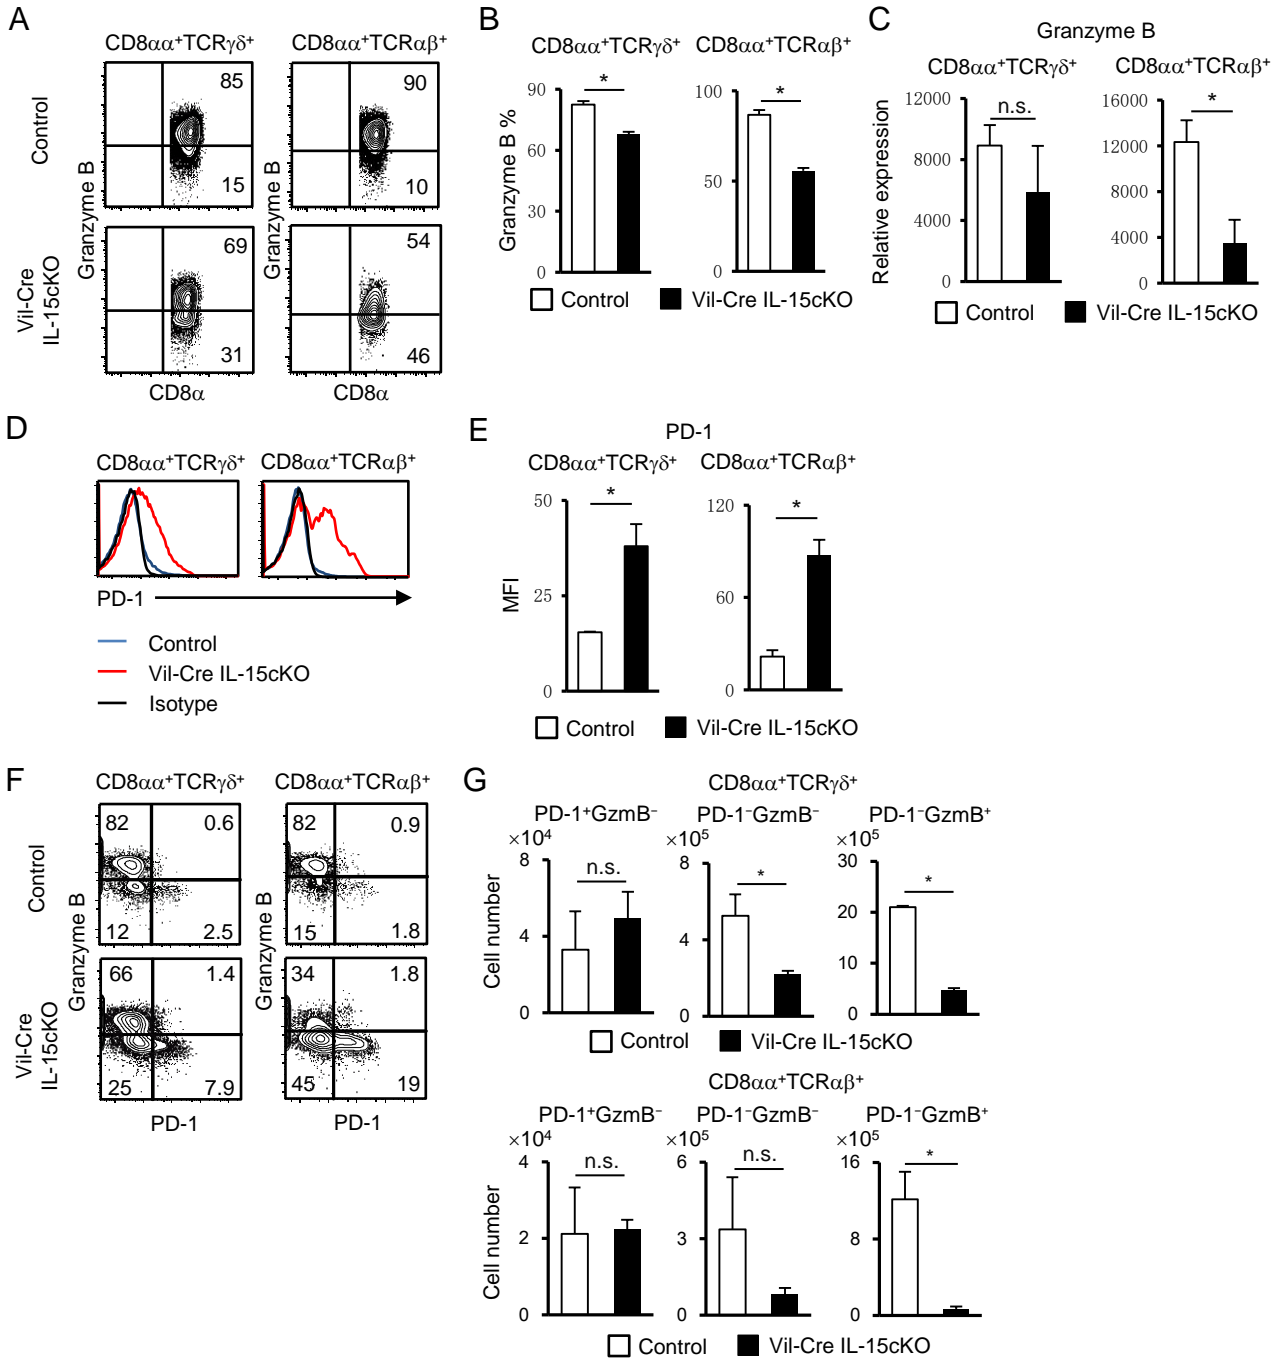 A
CD8αα⁺TCRγδ⁺
CD8αα⁺TCRαβ⁺
Control
Granzyme B
85
15
Granzyme B
90
10
Vil-Cre
IL-15cKO
69
31
54
46
CD8α
CD8α
B
CD8αα⁺TCRγδ⁺
CD8αα⁺TCRαβ⁺
Granzyme B %
90
60
30
0
*
100
50
0
*
Control
Vil-Cre IL-15cKO
C
Granzyme B
CD8αα⁺TCRγδ⁺
CD8αα⁺TCRαβ⁺
Relative expression
12000
8000
4000
0
n.s.
16000
12000
8000
4000
0
*
Control
Vil-Cre IL-15cKO
D
CD8αα⁺TCRγδ⁺
CD8αα⁺TCRαβ⁺
PD-1
Control
Vil-Cre IL-15cKO
Isotype
E
PD-1
CD8αα⁺TCRγδ⁺
CD8αα⁺TCRαβ⁺
MFI
50
25
0
*
120
60
0
*
Control
Vil-Cre IL-15cKO
F
CD8αα⁺TCRγδ⁺
CD8αα⁺TCRαβ⁺
Control
Granzyme B
82
0.6
12
2.5
Granzyme B
82
0.9
15
1.8
Vil-Cre
IL-15cKO
66
1.4
25
7.9
34
1.8
45
19
PD-1
PD-1
G
CD8αα⁺TCRγδ⁺
PD-1⁺GzmB⁻
PD-1⁻GzmB⁻
PD-1⁻GzmB⁺
Cell number
×10⁴
8
4
0
n.s.
×10⁵
8
4
0
*
×10⁵
30
20
10
0
*
Control
Vil-Cre IL-15cKO
CD8αα⁺TCRαβ⁺
PD-1⁺GzmB⁻
PD-1⁻GzmB⁻
PD-1⁻GzmB⁺
Cell number
×10⁴
4
2
0
n.s.
×10⁵
6
3
0
n.s.
×10⁵
16
8
0
*
Control
Vil-Cre IL-15cKO